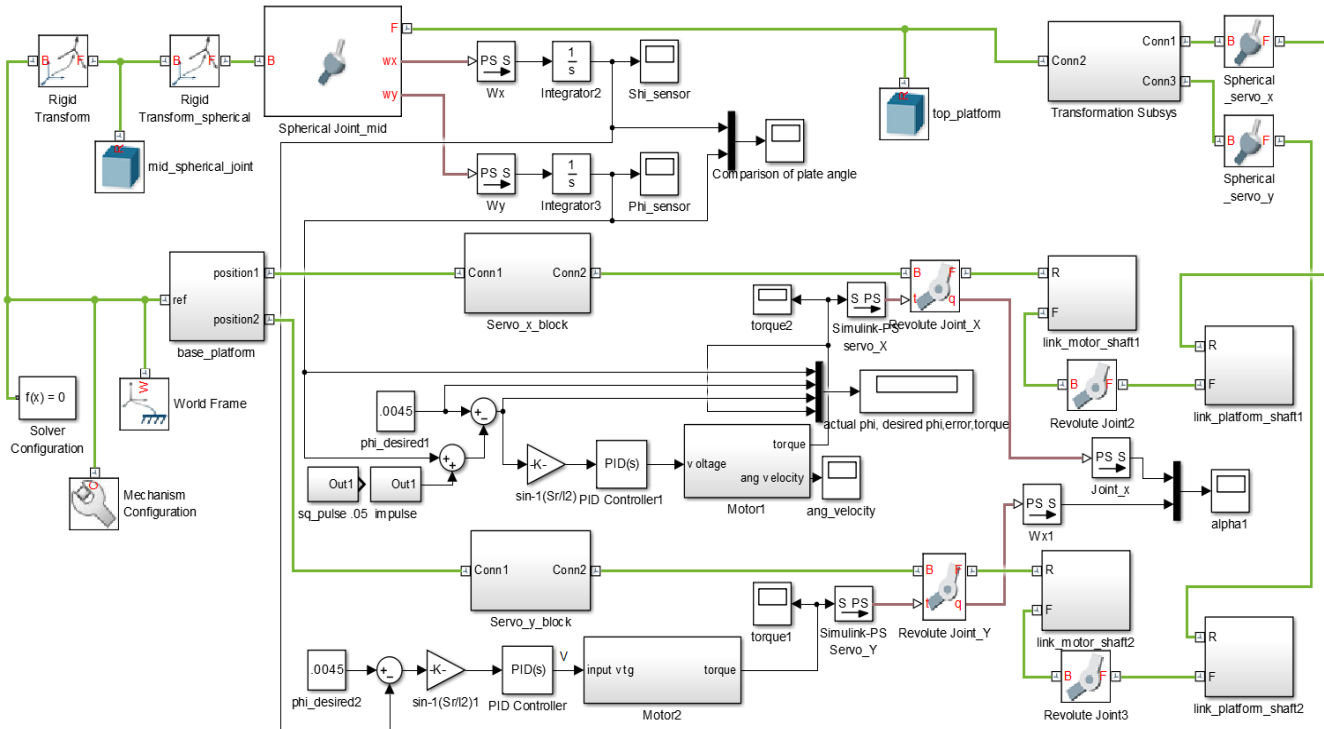 B
F
Rigid
Transform
B
F
Rigid
Transform_spherical
mid_spherical_joint
R
B
F
wx
wy
Spherical Joint_mid
PS S
Wx
1
s
Integrator2
Shi_sensor
PS S
Wy
1
s
Integrator3
Phi_sensor
Comparison of plate angle
R
top_platform
Conn2
Conn1
Conn3
Transformation Subsys
B
F
Spherical
_servo_x
B
F
Spherical
_servo_y
ref
position1
position2
base_platform
Conn1
Conn2
Servo_x_block
torque2
S PS
Simulink-PS
servo_X
B
F
t
q
Revolute Joint_X
R
F
link_motor_shaft1
B
F
Revolute Joint2
R
F
link_platform_shaft1
f(x) = 0
Solver
Configuration
W
World Frame
C
Mechanism
Configuration
.0045
phi_desired1
Out1
sq_pulse .05
Out1
impulse
-K-
sin-1(Sr/l2)
PID(s)
PID Controller1
voltage
torque
ang velocity
Motor1
ang_velocity
actual phi, desired phi,error,torque
PS S
Joint_x
PS S
Wx1
alpha1
Conn1
Conn2
Servo_y_block
torque1
S PS
Simulink-PS
Servo_Y
B
F
t
q
Revolute Joint_Y
R
F
link_motor_shaft2
B
F
Revolute Joint3
R
F
link_platform_shaft2
.0045
phi_desired2
-K-
sin-1(Sr/l2)1
PID(s)
PID Controller
V
input vtg
torque
Motor2